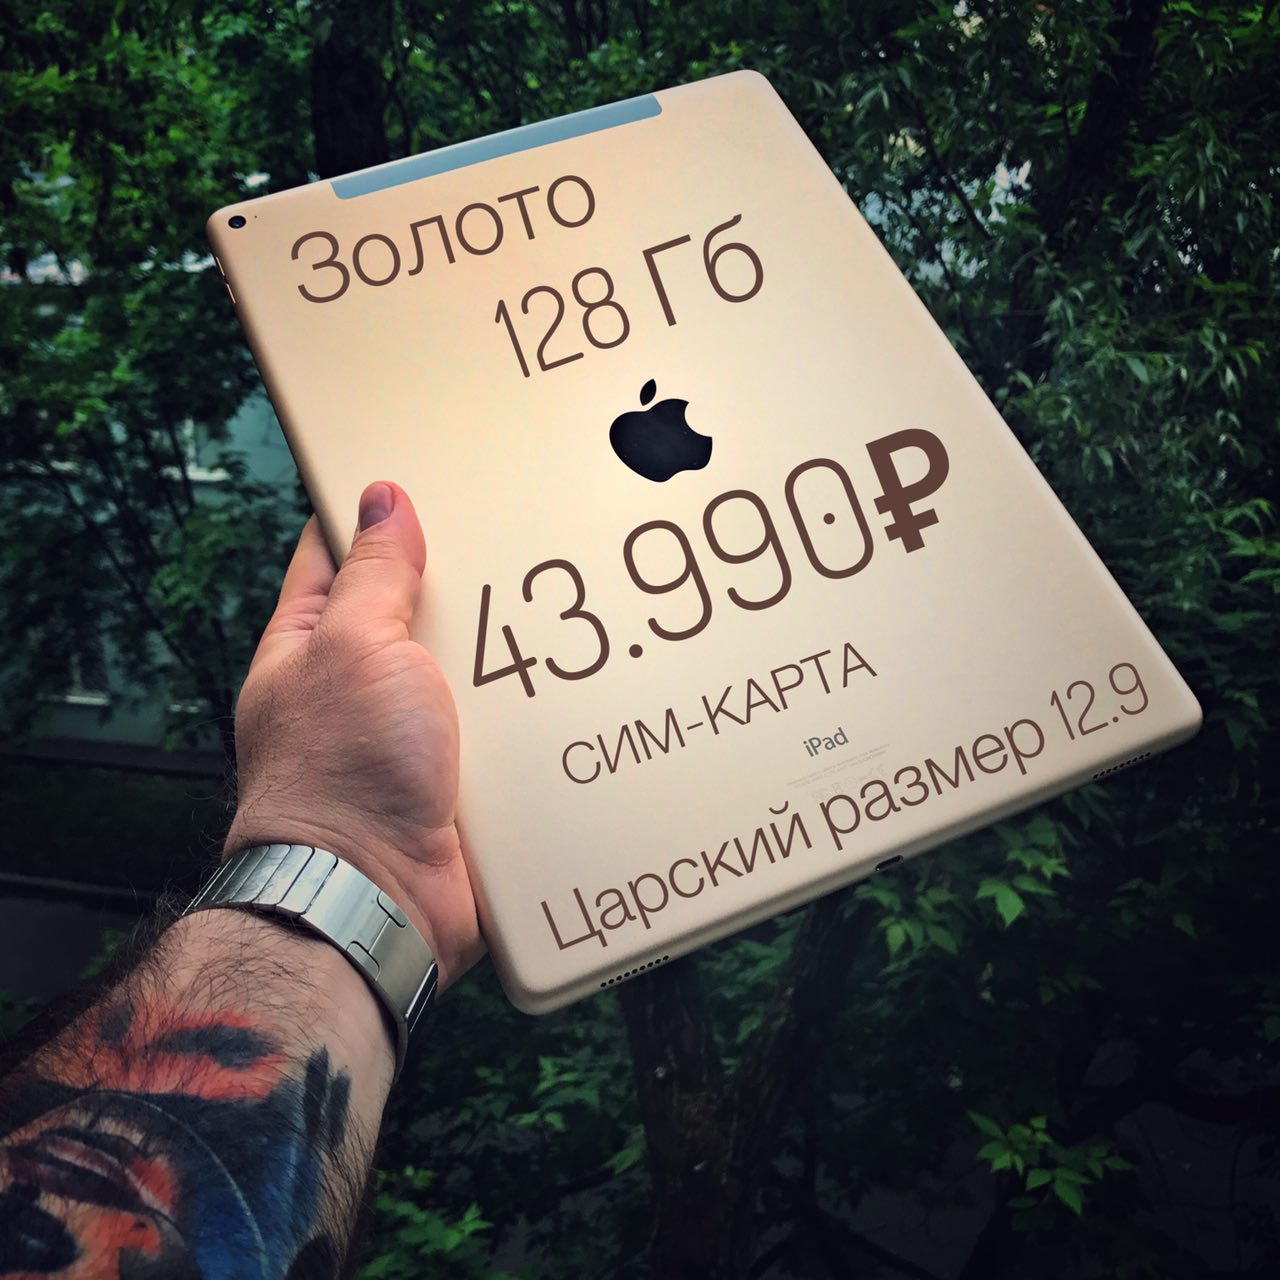 Золото
128 Гб
43.990₽
СИМ-КАРТА
iPad
Царский размер 12.9